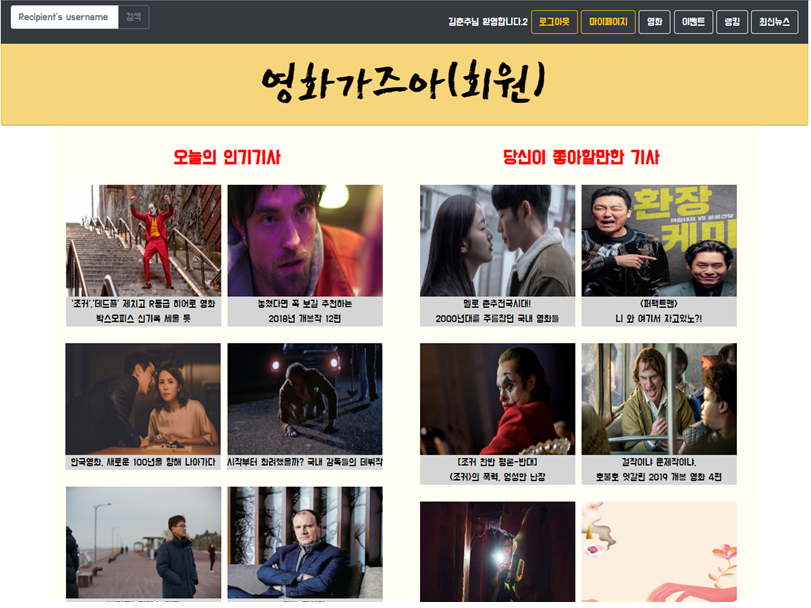 Recipient's username
검색
김춘수님 환영합니다.2
로그아웃
마이페이지
영화
이벤트
랭킹
최신뉴스
영화가즈아(회원)
오늘의 인기기사
당신이 좋아할만한 기사
'조커','데드풀' 제치고 R등급 히어로 영화
박스오피스 신기록 세울 듯
놓쳤다면 꼭 보길 추천하는
2018년 개봉작 12편
멜로 춘추전국시대!
2000년대를 주름잡던 국내 영화들
환장
케미
<퍼펙트맨>
니 와 여기서 자고있노?!
한국영화, 새로운 100년을 향해 나아가다
시작부터 화려했을까? 국내 감독들의 데뷔작
[조커 찬반 평론-반대]
<조커>의 폭력, 엉성한 난장
걸작이냐 문제작이냐,
호불호 엇갈린 2019 개봉 영화 4편